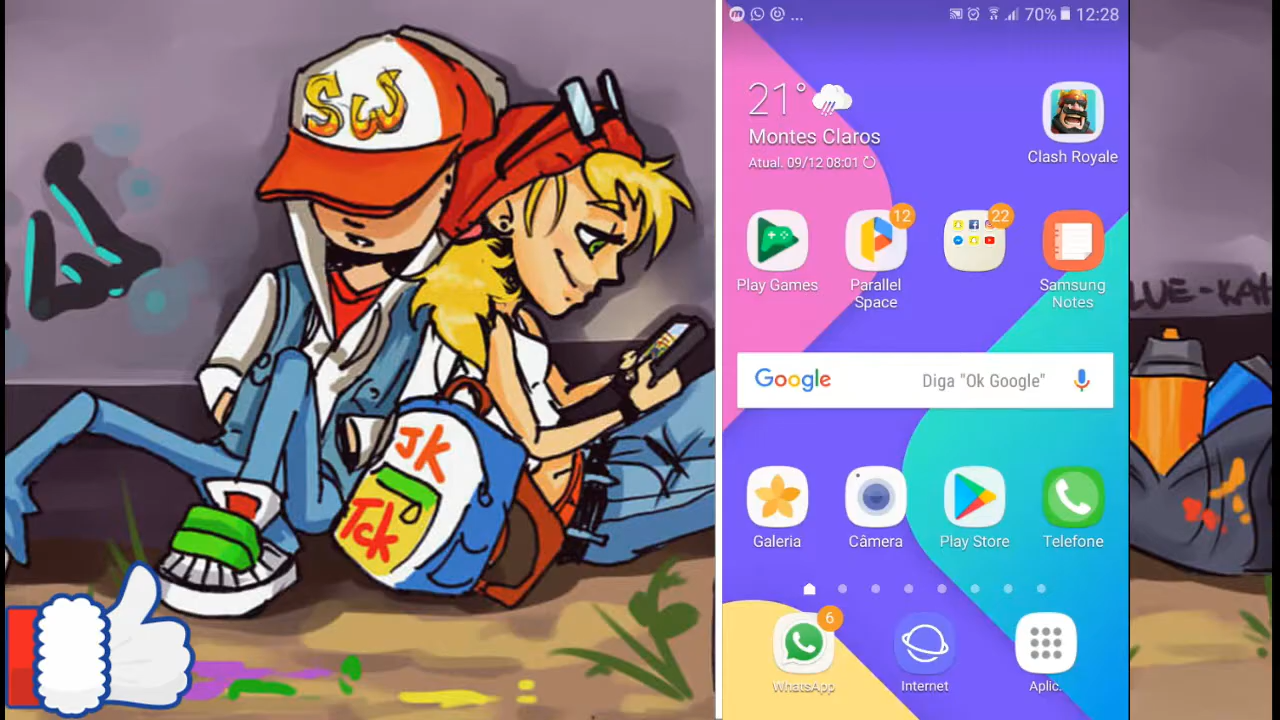 SW
JK
Tck
... 70% 12:28
21°
Montes Claros
Atual. 09/12 08:01
Clash Royale
12
22
Play Games
Parallel
Space
Samsung
Notes
Google Diga "Ok Google"
LUE-KAH
Galeria
Câmera
Play Store
Telefone
6
WhatsApp
Internet
Aplic.